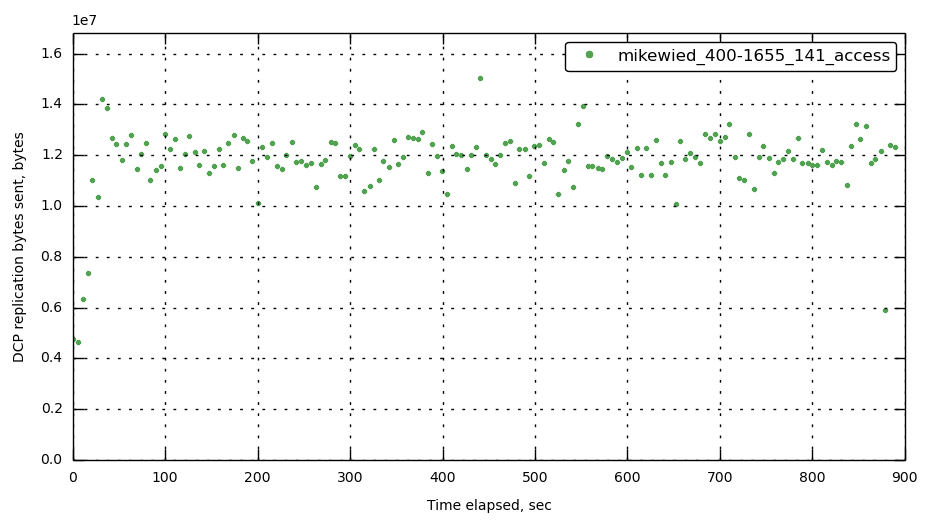 1e7
mikewied_400-1655_141_access
1.6
1.4
1.2
1.0
0.8
0.6
0.4
0.2
0.0
DCP replication bytes sent, bytes
0 100 200 300 400 500 600 700 800 900
Time elapsed, sec